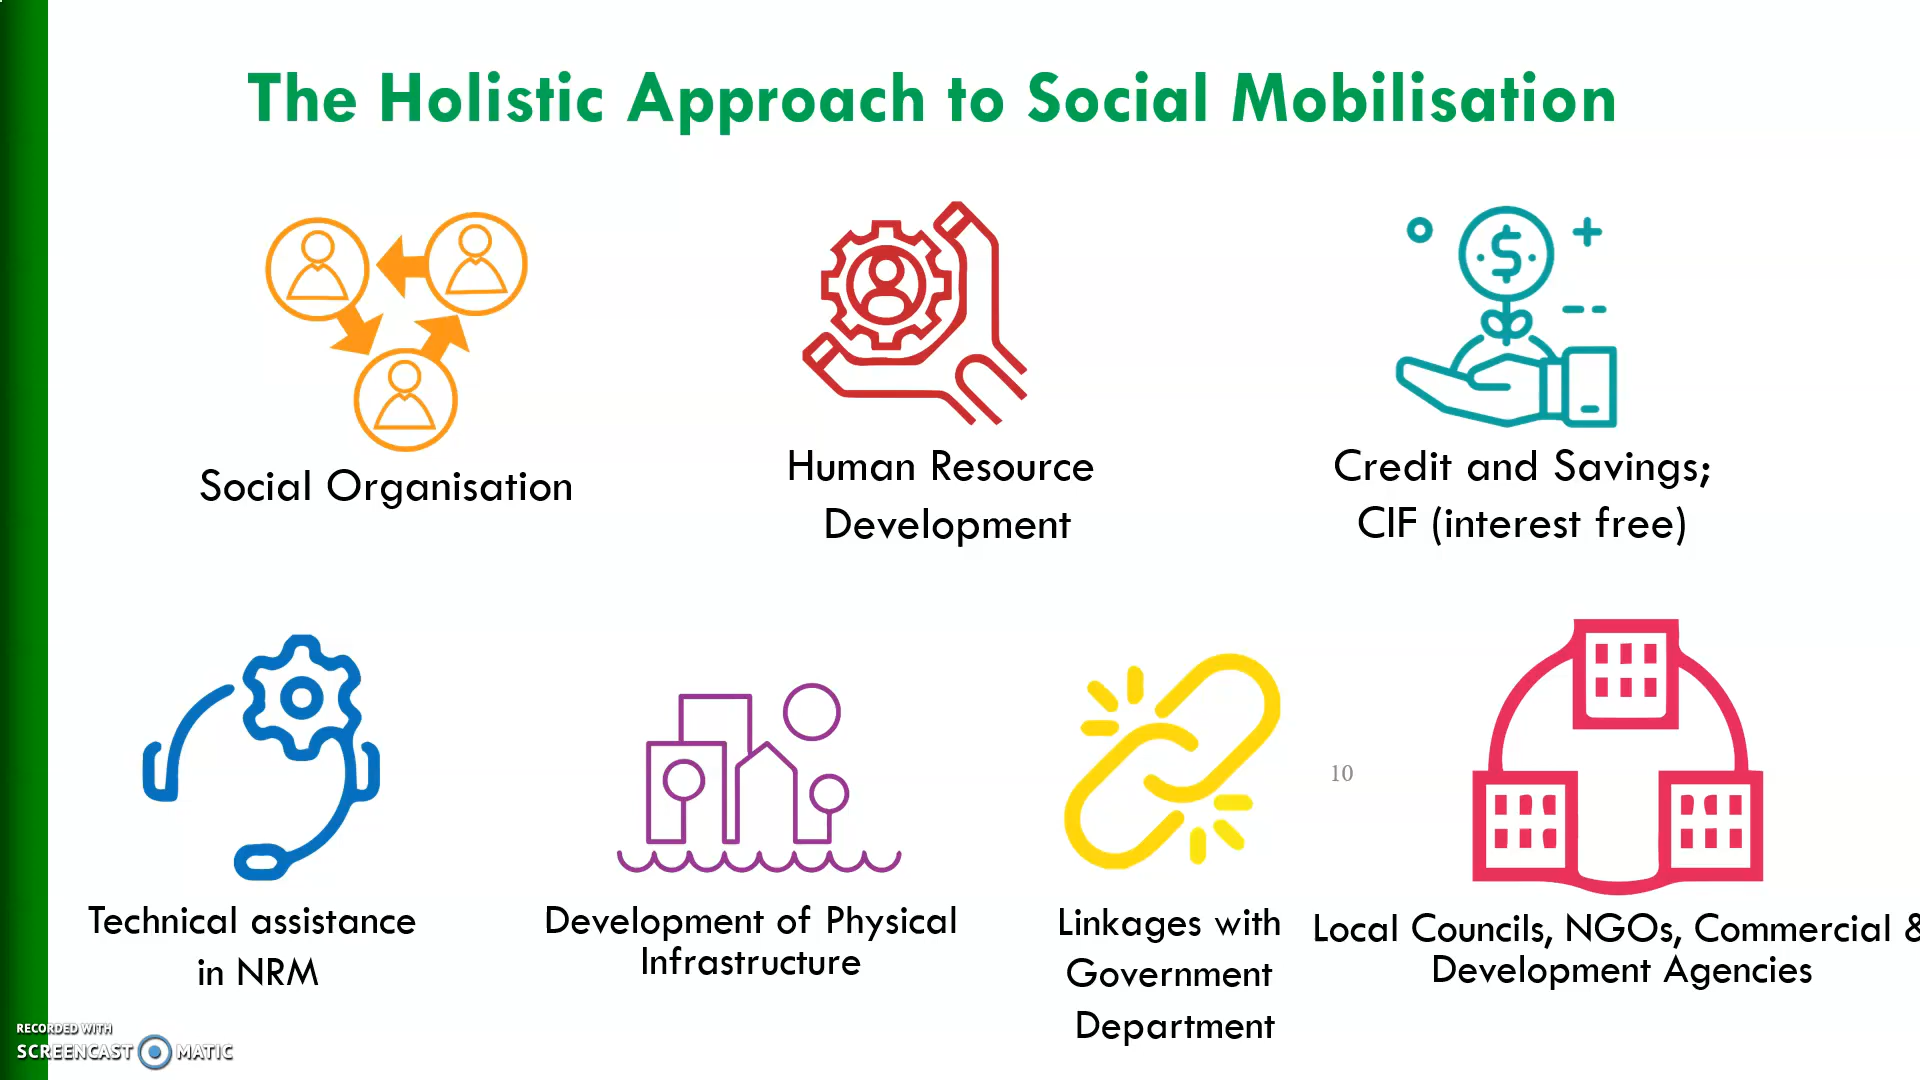 The Holistic Approach to Social Mobilisation
Social Organisation
Human Resource
Development
Credit and Savings;
CIF (interest free)
Technical assistance
in NRM
Development of Physical
Infrastructure
Linkages with
Government
Department
10
Local Councils, NGOs, Commercial &
Development Agencies
RECORDED WITH
SCREENCAST MATIC